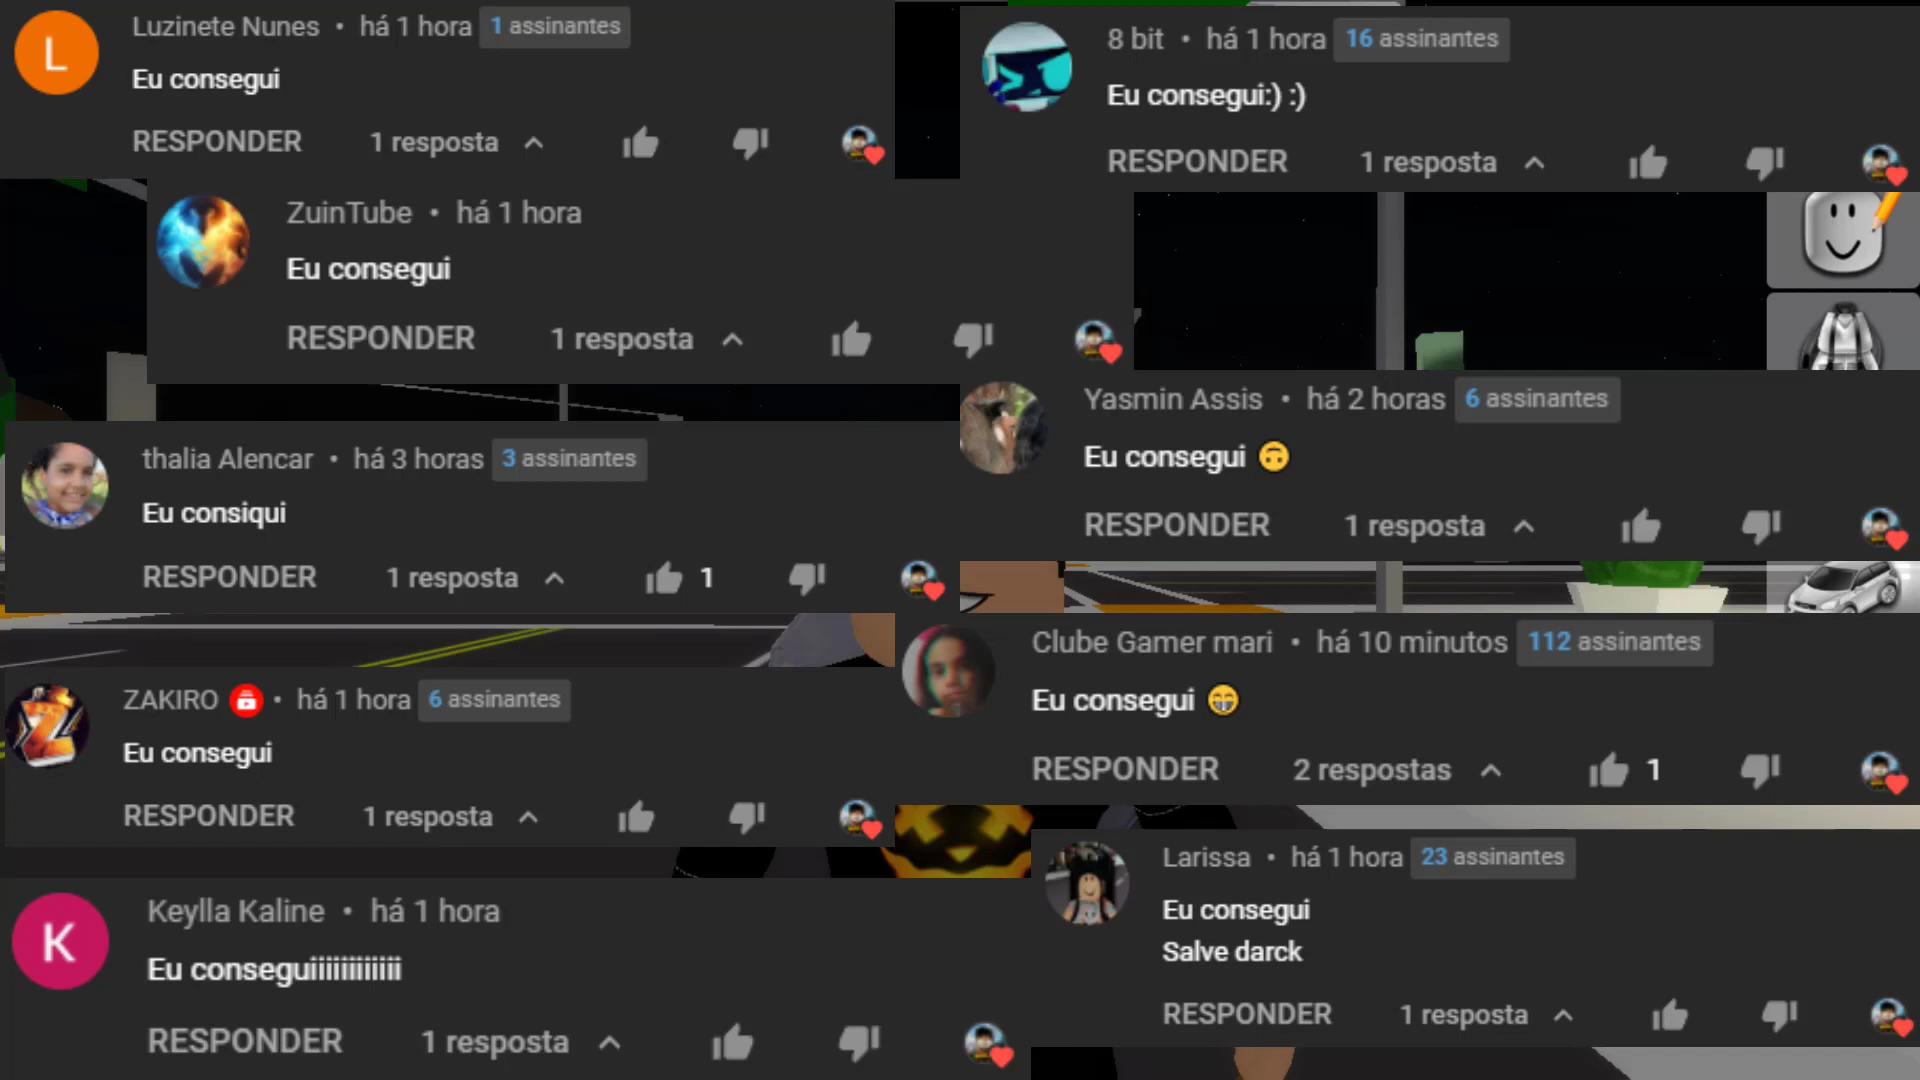 Luzinete Nunes • há 1 hora 1 assinantes
Eu consegui
RESPONDER 1 resposta
8 bit • há 1 hora 16 assinantes
Eu consegui:) :)
RESPONDER 1 resposta
ZuinTube • há 1 hora
Eu consegui
RESPONDER 1 resposta
Yasmin Assis • há 2 horas 6 assinantes
Eu consegui 🙃
RESPONDER 1 resposta
thalia Alencar • há 3 horas 3 assinantes
Eu consiqui
RESPONDER 1 resposta 1
Clube Gamer mari • há 10 minutos 112 assinantes
Eu consegui 😁
RESPONDER 2 respostas 1
ZAKIRO • há 1 hora 6 assinantes
Eu consegui
RESPONDER 1 resposta
Larissa • há 1 hora 23 assinantes
Eu consegui
Salve darck
RESPONDER 1 resposta
K
Keylla Kaline • há 1 hora
Eu conseguiiiiiiiiiiiii
RESPONDER 1 resposta
L